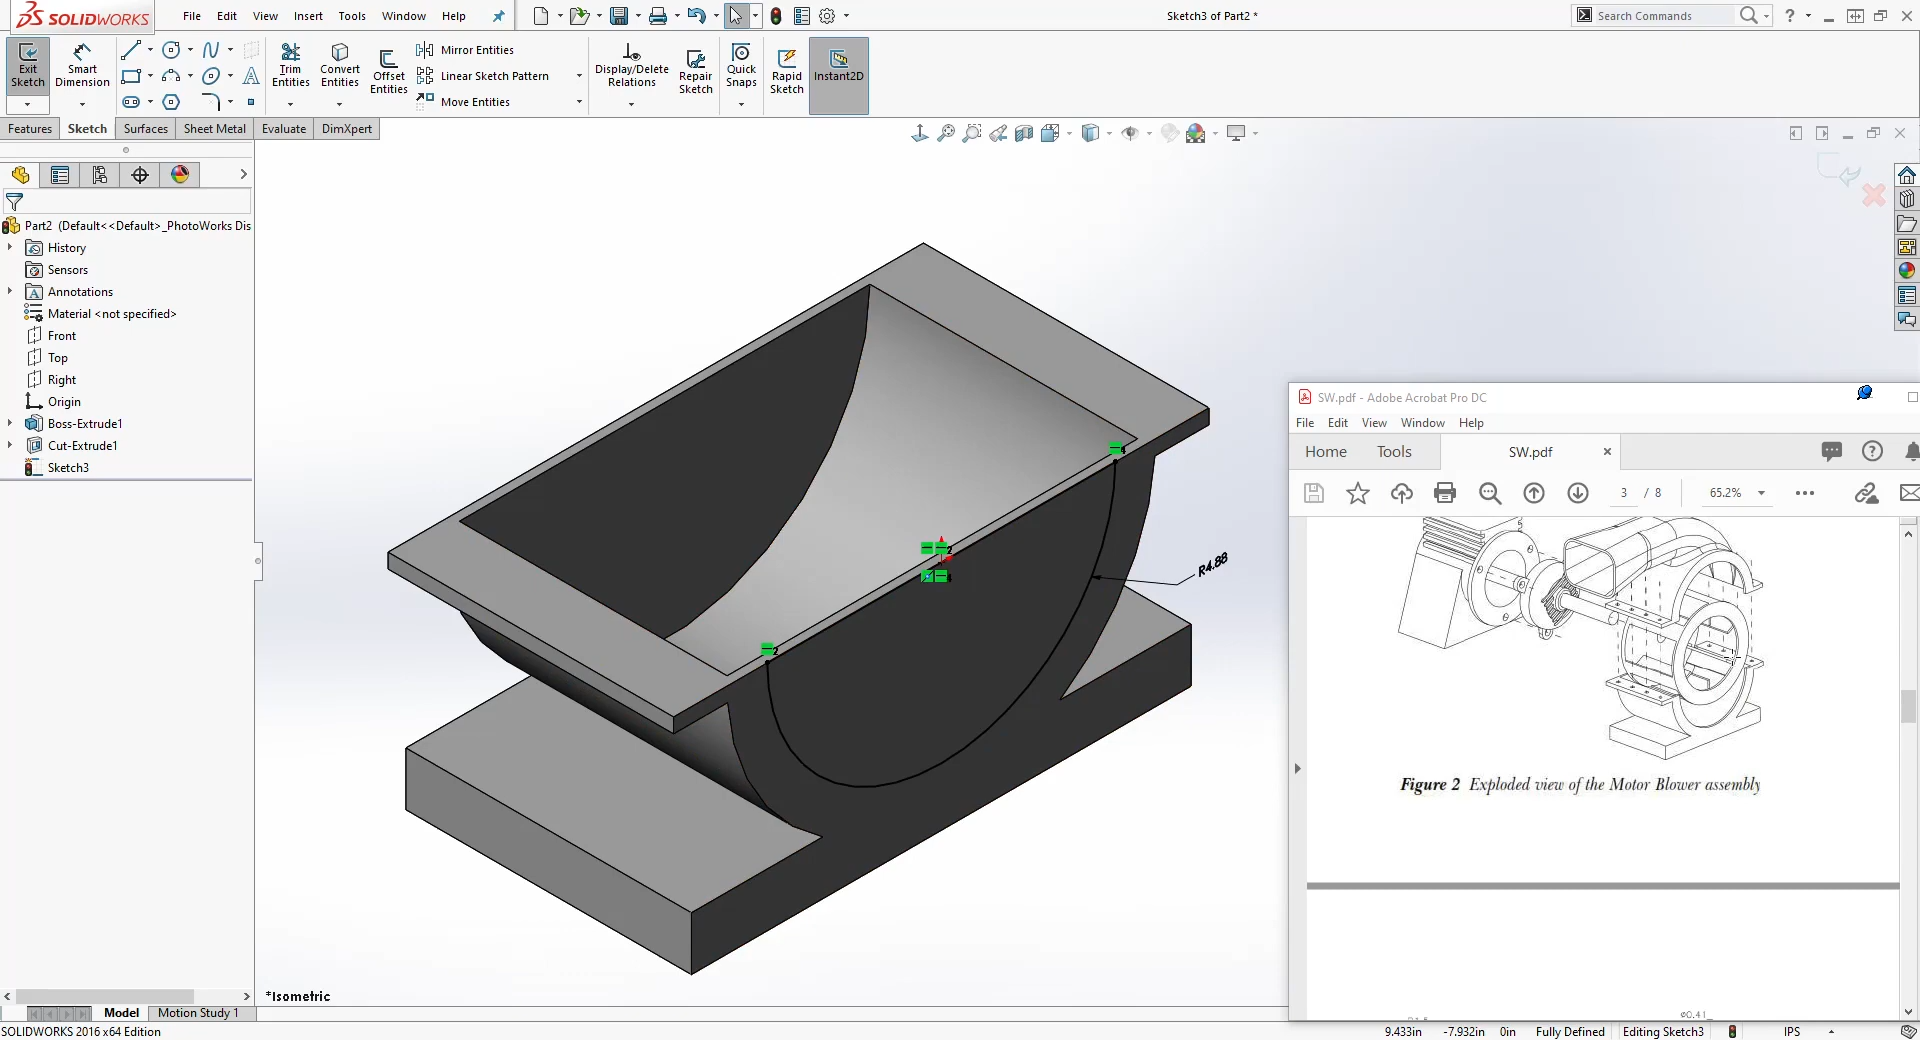 SOLIDWORKS
File Edit View Insert Tools Window Help
Sketch3 of Part2 *
Search Commands
Exit Sketch
Smart Dimension
Trim Entities
Convert Entities
Offset Entities
Mirror Entities
Linear Sketch Pattern
Move Entities
Display/Delete Relations
Repair Sketch
Quick Snaps
Rapid Sketch
Instant2D
Features Sketch Surfaces Sheet Metal Evaluate DimXpert
Part2 (Default<<Default>_PhotoWorks Dis
History
Sensors
Annotations
Material <not specified>
Front
Top
Right
Origin
Boss-Extrude1
Cut-Extrude1
Sketch3
R4.88
*Isometric
SW.pdf - Adobe Acrobat Pro DC
File Edit View Window Help
Home Tools SW.pdf
3 / 8 65.2%
Figure 2 Exploded view of the Motor Blower assembly
ø0.41
Model Motion Study 1
SOLIDWORKS 2016 x64 Edition
9.433in -7.932in 0in Fully Defined Editing Sketch3 IPS